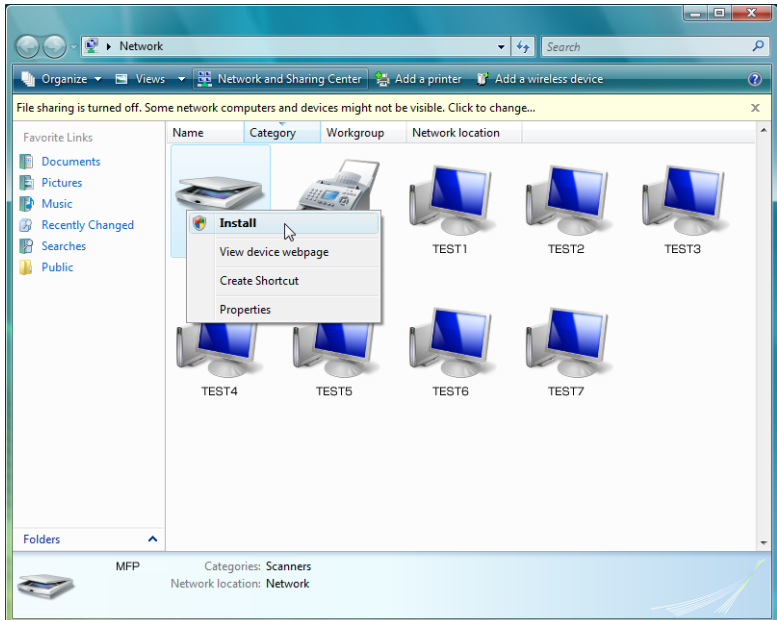 Network
Search
Organize Views Network and Sharing Center Add a printer Add a wireless device
File sharing is turned off. Some network computers and devices might not be visible. Click to change...
Favorite Links
Documents
Pictures
Music
Recently Changed
Searches
Public
Name Category Workgroup Network location
Install
View device webpage
Create Shortcut
Properties
TEST1 TEST2 TEST3
TEST4 TEST5 TEST6 TEST7
Folders
MFP Categories: Scanners
Network location: Network